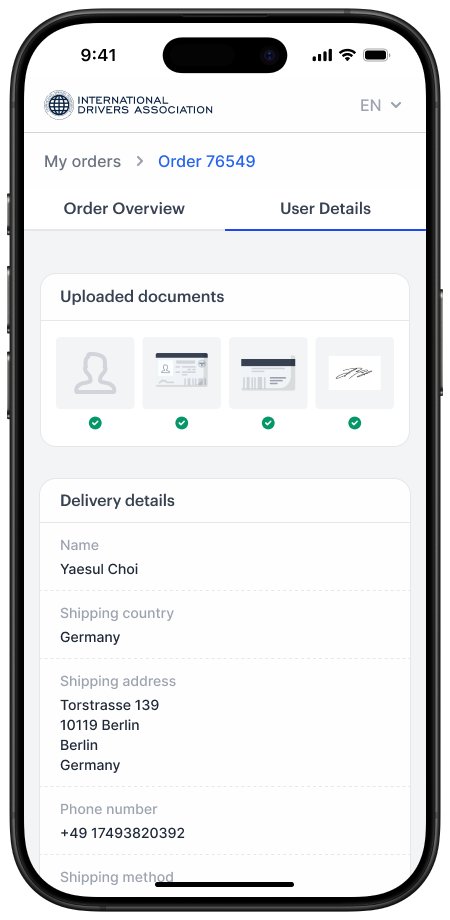 9:41
INTERNATIONAL
DRIVERS ASSOCIATION
EN
My orders > Order 76549
Order Overview
User Details
Uploaded documents
Delivery details
Name
Yaesul Choi
Shipping country
Germany
Shipping address
Torstrasse 139
10119 Berlin
Berlin
Germany
Phone number
+49 17493820392
Shipping method